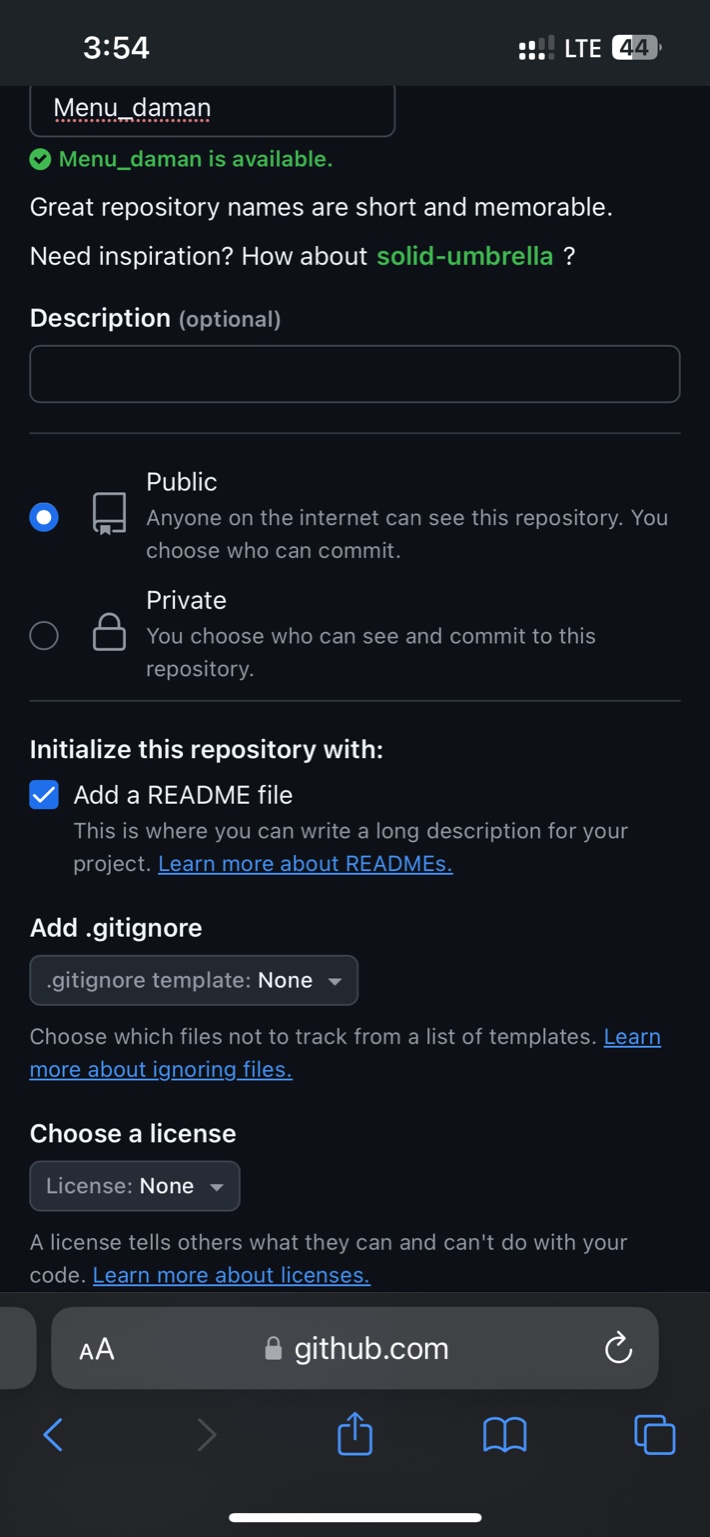 3:54
LTE 44
Menu_daman
Menu_daman is available.
Great repository names are short and memorable.
Need inspiration? How about solid-umbrella ?
Description (optional)
Public
Anyone on the internet can see this repository. You
choose who can commit.
Private
You choose who can see and commit to this
repository.
Initialize this repository with:
Add a README file
This is where you can write a long description for your
project. Learn more about READMEs.
Add .gitignore
.gitignore template: None
Choose which files not to track from a list of templates. Learn
more about ignoring files.
Choose a license
License: None
A license tells others what they can and can't do with your
code. Learn more about licenses.
AA github.com